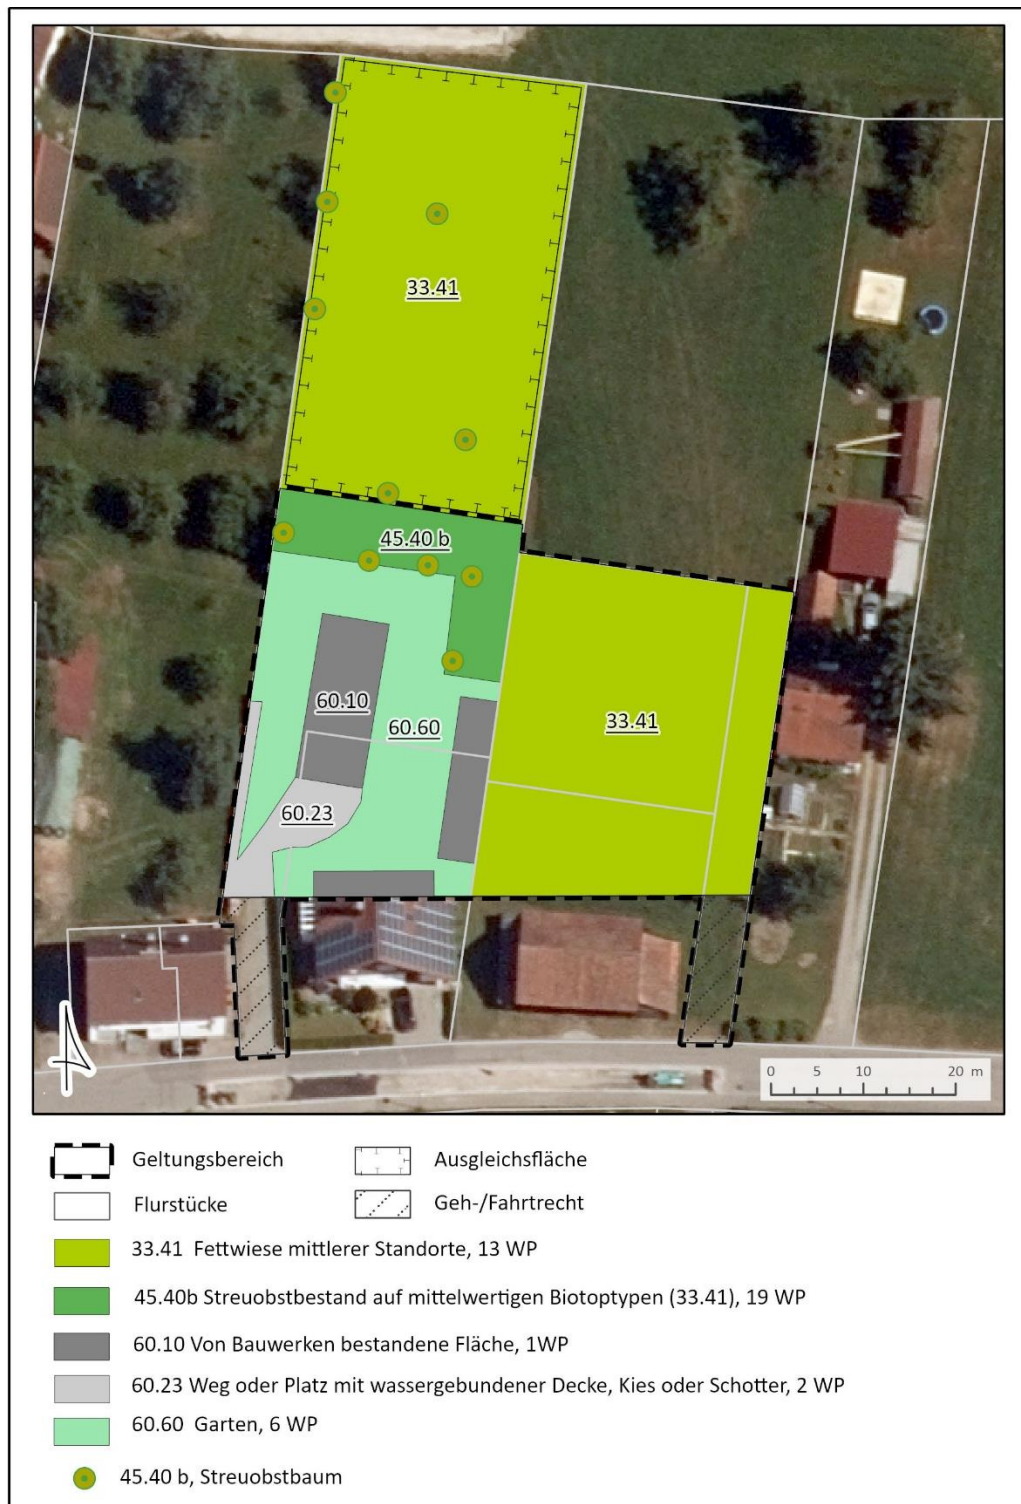 33.41
45.40 b
60.10
60.60
33.41
60.23
0 5 10 20 m
Geltungsbereich
Ausgleichsfläche
Flurstücke
Geh-/Fahrtrecht
33.41 Fettwiese mittlerer Standorte, 13 WP
45.40b Streuobstbestand auf mittelwertigen Biotoptypen (33.41), 19 WP
60.10 Von Bauwerken bestandene Fläche, 1WP
60.23 Weg oder Platz mit wassergebundener Decke, Kies oder Schotter, 2 WP
60.60 Garten, 6 WP
45.40 b, Streuobstbaum